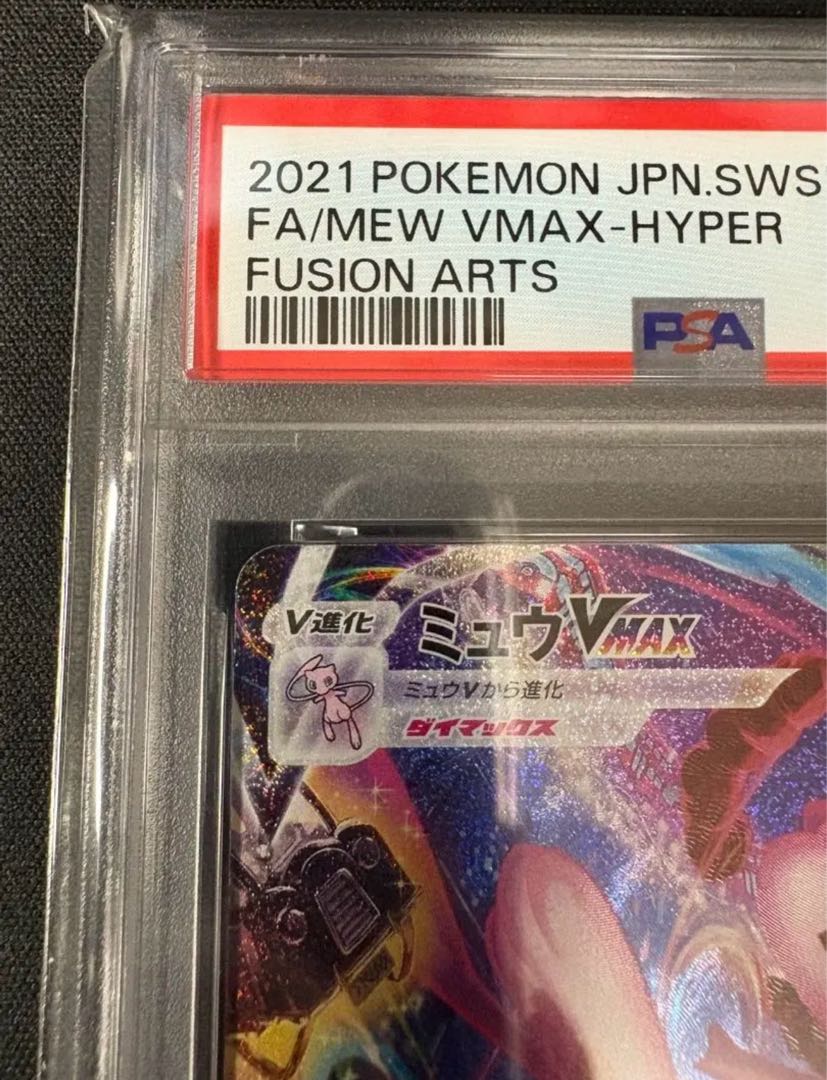 2021 POKEMON JPN.SWS
FA/MEW VMAX-HYPER
FUSION ARTS
PSA
V進化
ミュウVMAX
ミュウVから進化
ダイマックス